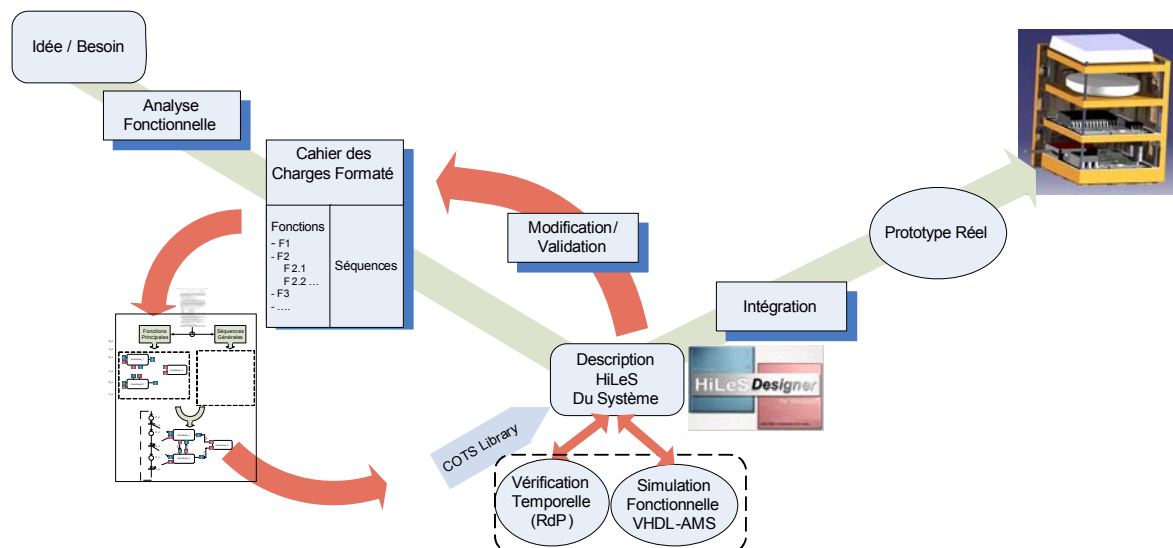 Idée / Besoin
Analyse
Fonctionnelle
Cahier des
Charges Formaté
Fonctions
- F1
- F2
F2.1
F2.2 ...
- F3
- ....
Séquences
Modification/
Validation
Intégration
Prototype Réel
Fonctions
Principales
Séquences
Générales
Description
HiLeS
Du Système
HiLeS Designer
COTS Library
Vérification
Temporelle
(RdP)
Simulation
Fonctionnelle
VHDL-AMS